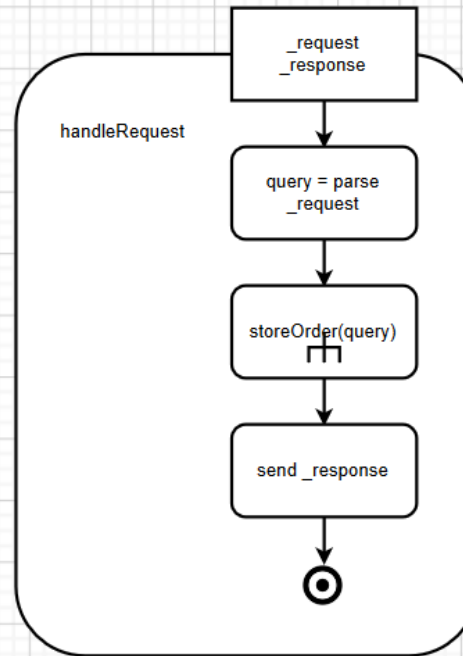 _request
_response
handleRequest
query = parse
_request
storeOrder(query)
send _response